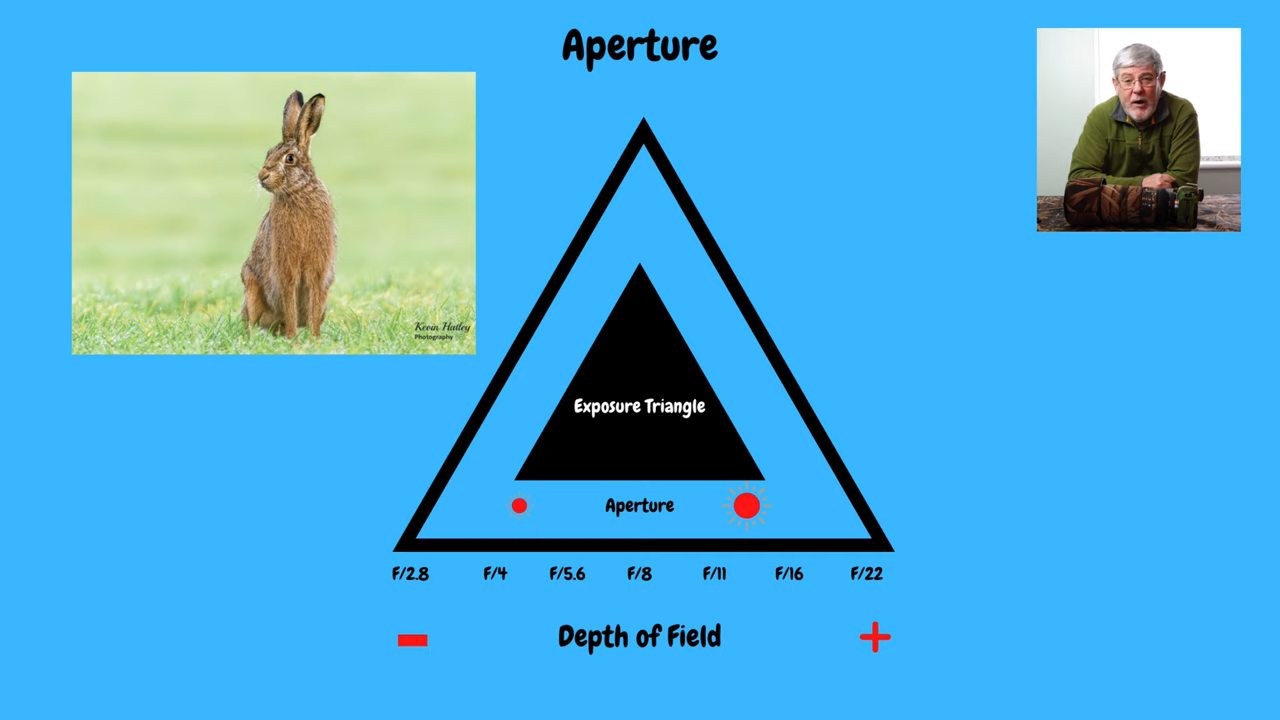 Aperture
Kevin Hatley
Photography
Exposure Triangle
Aperture
F/2.8 F/4 F/5.6 F/8 F/11 F/16 F/22
Depth of Field